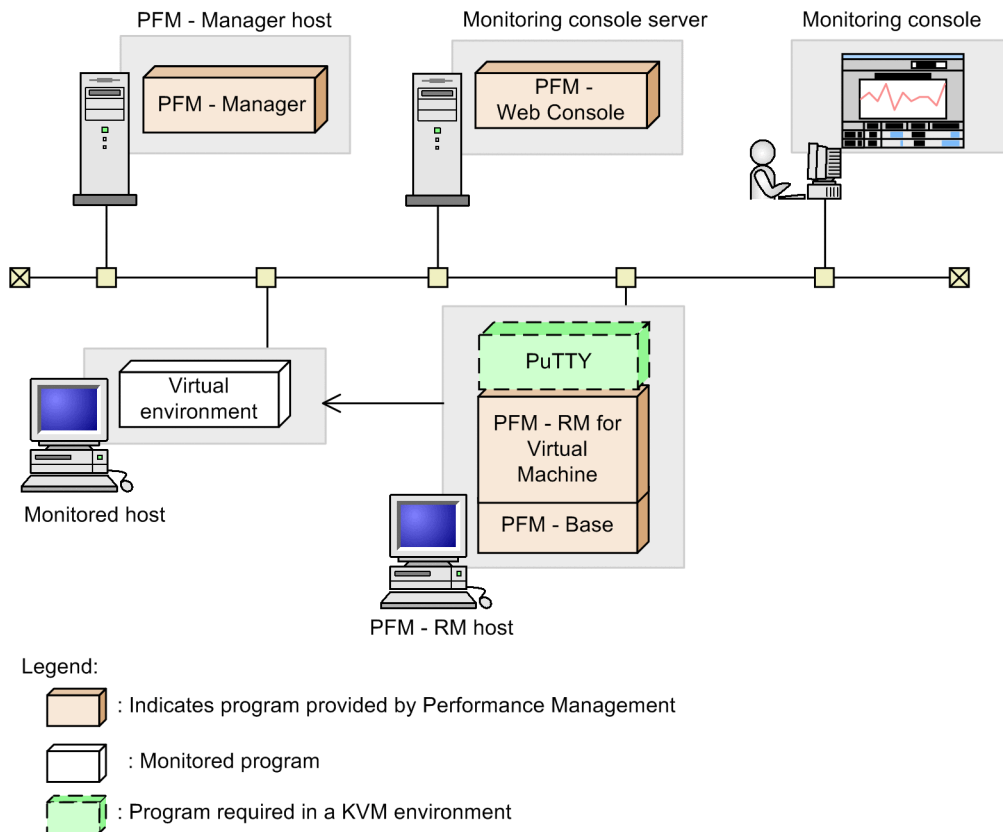 PFM - Manager host
Monitoring console server
Monitoring console
PFM - Manager
PFM -
Web Console
Virtual
environment
Monitored host
PuTTY
PFM - RM for
Virtual
Machine
PFM - Base
PFM - RM host
Legend:
: Indicates program provided by Performance Management
: Monitored program
: Program required in a KVM environment